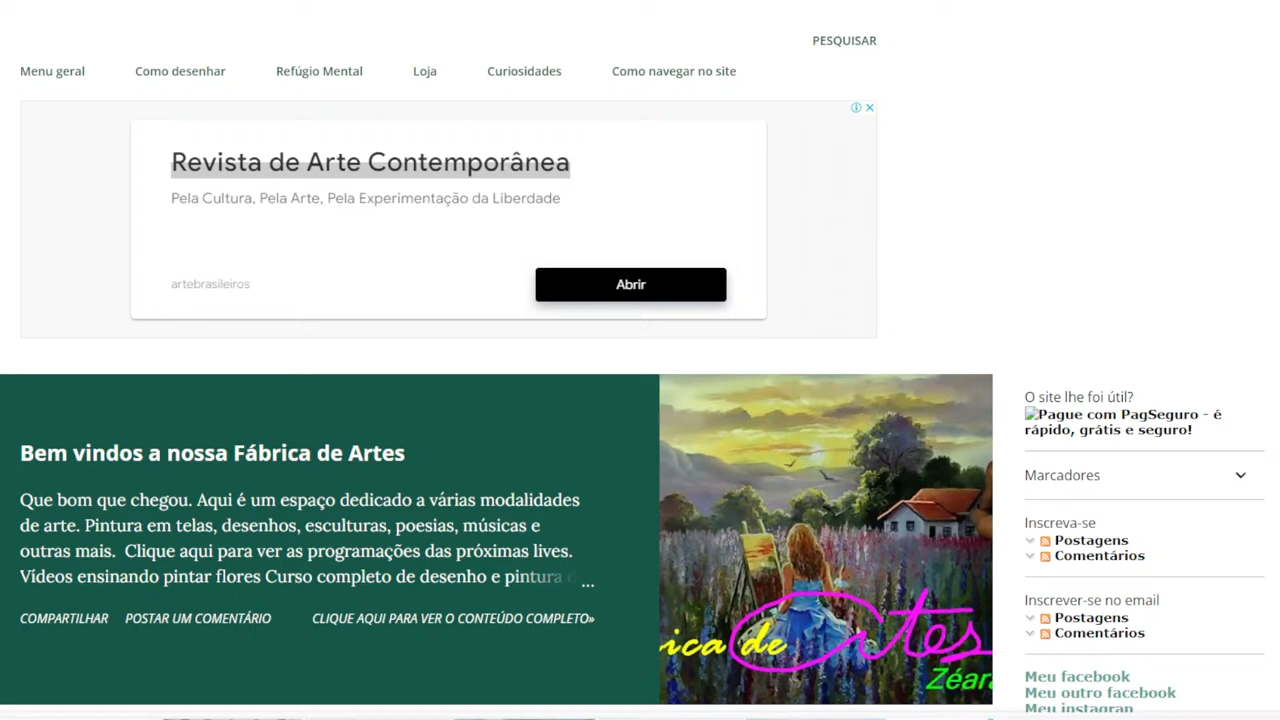 PESQUISAR
Menu geral Como desenhar Refúgio Mental Loja Curiosidades Como navegar no site
Revista de Arte Contemporânea
Pela Cultura, Pela Arte, Pela Experimentação da Liberdade
artebrasileiros
Abrir
Bem vindos a nossa Fábrica de Artes
Que bom que chegou. Aqui é um espaço dedicado a várias modalidades
de arte. Pintura em telas, desenhos, esculturas, poesias, músicas e
outras mais. Clique aqui para ver as programações das próximas lives.
Vídeos ensinando pintar flores Curso completo de desenho e pintura d ...
COMPARTILHAR POSTAR UM COMENTÁRIO CLIQUE AQUI PARA VER O CONTEÚDO COMPLETO»
ica de Artes
Zéara
O site lhe foi útil?
Pague com PagSeguro - é
rápido, grátis e seguro!
Marcadores
Inscreva-se
Postagens
Comentários
Inscrever-se no email
Postagens
Comentários
Meu facebook
Meu outro facebook
Meu instagran